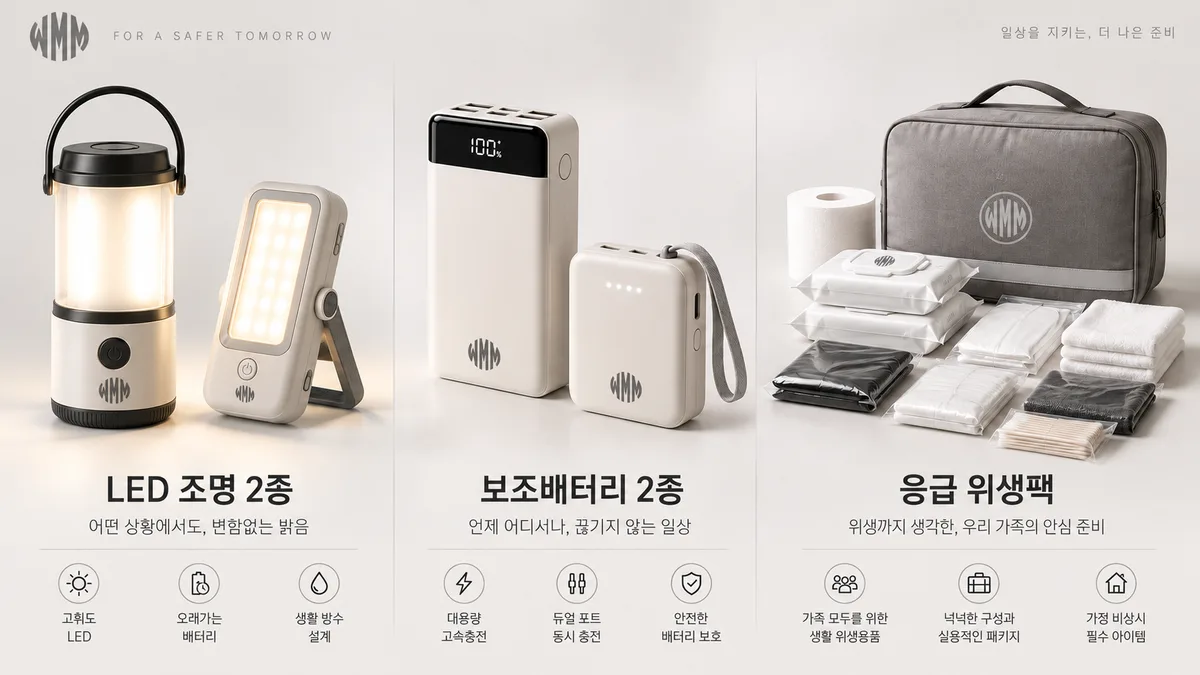 WMM
FOR A SAFER TOMORROW
일상을 지키는, 더 나은 준비
WMM
WMM
100%
WMM
WMM
WMM
WMM
LED 조명 2종
어떤 상황에서도, 변함없는 밝음
고휘도
LED
오래가는
배터리
생활 방수
설계
보조배터리 2종
언제 어디서나, 끊기지 않는 일상
대용량
고속충전
듀얼 포트
동시 충전
안전한
배터리 보호
응급 위생팩
위생까지 생각한, 우리 가족의 안심 준비
가족 모두를 위한
생활 위생용품
넉넉한 구성과
실용적인 패키지
가정 비상시
필수 아이템